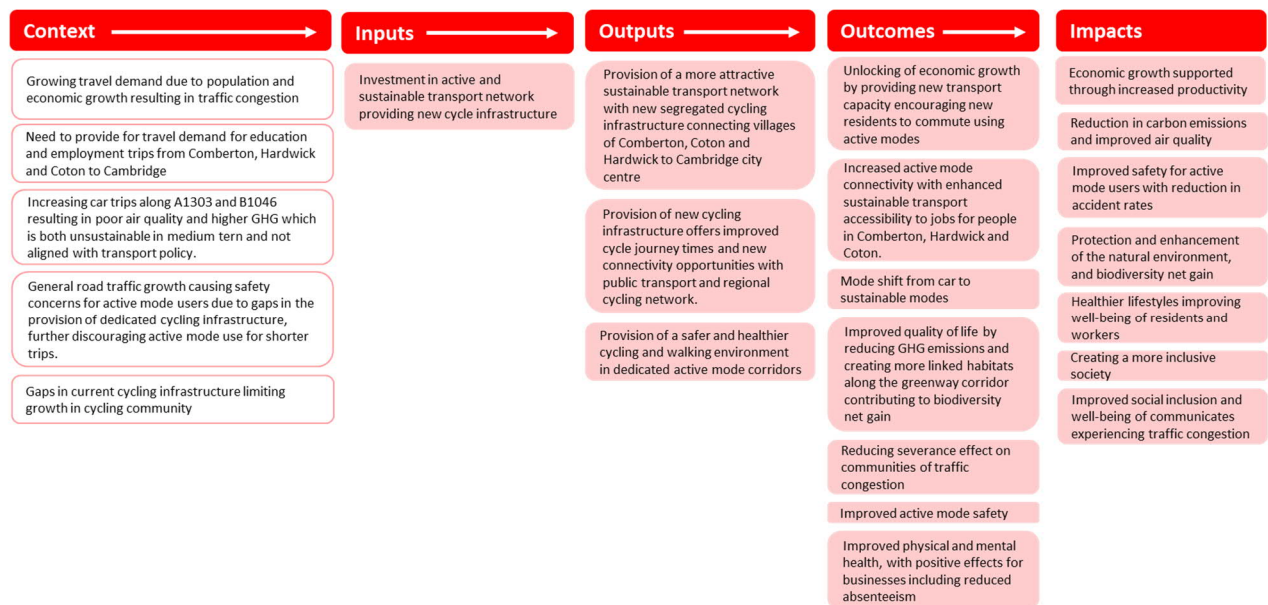 Context
Growing travel demand due to population and
economic growth resulting in traffic congestion
Need to provide for travel demand for education
and employment trips from Comberton, Hardwick
and Coton to Cambridge
Increasing car trips along A1303 and B1046
resulting in poor air quality and higher GHG which
is both unsustainable in medium tern and not
aligned with transport policy.
General road traffic growth causing safety
concerns for active mode users due to gaps in the
provision of dedicated cycling infrastructure,
further discouraging active mode use for shorter
trips.
Gaps in current cycling infrastructure limiting
growth in cycling community
Inputs
Investment in active and
sustainable transport network
providing new cycle infrastructure
Outputs
Provision of a more attractive
sustainable transport network
with new segregated cycling
infrastructure connecting villages
of Comberton, Coton and
Hardwick to Cambridge city
centre
Provision of new cycling
infrastructure offers improved
cycle journey times and new
connectivity opportunities with
public transport and regional
cycling network.
Provision of a safer and healthier
cycling and walking environment
in dedicated active mode corridors
Outcomes
Unlocking of economic growth
by providing new transport
capacity encouraging new
residents to commute using
active modes
Increased active mode
connectivity with enhanced
sustainable transport
accessibility to jobs for people
in Comberton, Hardwick and
Coton.
Mode shift from car to
sustainable modes
Improved quality of life by
reducing GHG emissions and
creating more linked habitats
along the greenway corridor
contributing to biodiversity
net gain
Reducing severance effect on
communities of traffic
congestion
Improved active mode safety
Improved physical and mental
health, with positive effects for
businesses including reduced
absenteeism
Impacts
Economic growth supported
through increased productivity
Reduction in carbon emissions
and improved air quality
Improved safety for active
mode users with reduction in
accident rates
Protection and enhancement
of the natural environment,
and biodiversity net gain
Healthier lifestyles improving
well-being of residents and
workers
Creating a more inclusive
society
Improved social inclusion and
well-being of communicates
experiencing traffic congestion